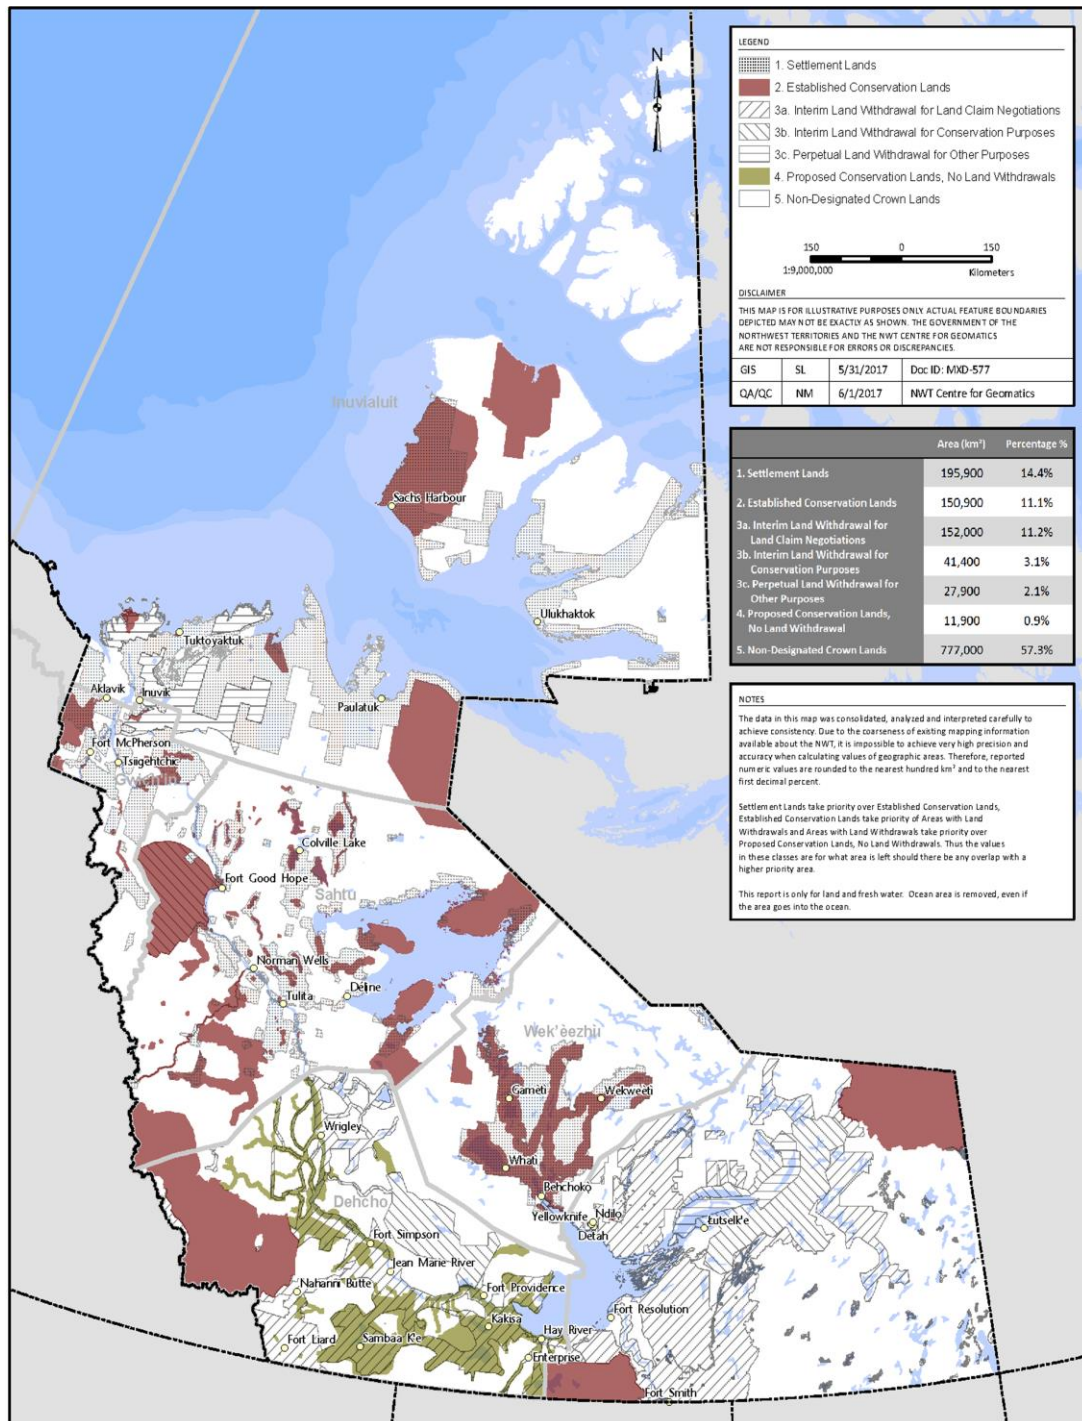 N
LEGEND
1. Settlement Lands
2. Established Conservation Lands
3a. Interim Land Withdrawal for Land Claim Negotiations
3b. Interim Land Withdrawal for Conservation Purposes
3c. Perpetual Land Withdrawal for Other Purposes
4. Proposed Conservation Lands, No Land Withdrawals
5. Non-Designated Crown Lands
150 0 150
1:9,000,000 Kilometers
DISCLAIMER
THIS MAP IS FOR ILLUSTRATIVE PURPOSES ONLY. ACTUAL FEATURE BOUNDARIES
DEPICTED MAY NOT BE EXACTLY AS SHOWN. THE GOVERNMENT OF THE
NORTHWEST TERRITORIES AND THE NWT CENTRE FOR GEOMATICS
ARE NOT RESPONSIBLE FOR ERRORS OR DISCREPANCIES.
GIS SL 5/31/2017 Doc ID: MXD-577
QA/QC NM 6/1/2017 NWT Centre for Geomatics
Area (km²) Percentage %
1. Settlement Lands 195,900 14.4%
2. Established Conservation Lands 150,900 11.1%
3a. Interim Land Withdrawal for
Land Claim Negotiations 152,000 11.2%
3b. Interim Land Withdrawal for
Conservation Purposes 41,400 3.1%
3c. Perpetual Land Withdrawal for
Other Purposes 27,900 2.1%
4. Proposed Conservation Lands,
No Land Withdrawal 11,900 0.9%
5. Non-Designated Crown Lands 777,000 57.3%
NOTES
The data in this map was consolidated, analyzed and interpreted carefully to
achieve consistency. Due to the coarseness of existing mapping information
available about the NWT, it is impossible to achieve very high precision and
accuracy when calculating values of geographic areas. Therefore, reported
numeric values are rounded to the nearest hundred km² and to the nearest
first decimal percent.
Settlement Lands take priority over Established Conservation Lands,
Established Conservation Lands take priority of Areas with Land
Withdrawals and Areas with Land Withdrawals take priority over
Proposed Conservation Lands, No Land Withdrawals. Thus the values
in these classes are for what area is left should there be any overlap with a
higher priority area.
This report is only for land and fresh water. Ocean area is removed, even if
the area goes into the ocean.
Inuvialuit
Sachs Harbour
Ulukhaktok
Tuktoyaktuk
Aklavik
Inuvik
Paulatuk
Fort McPherson
Tsiigehtchic
Gwich'in
Colville Lake
Fort Good Hope
Sahtu
Norman Wells
Déline
Tulita
Wek'èezhìı
Gamèti
Wekweèti
Wrigley
Whatì
Behchoko
Dehcho
Yellowknife
Ndilo
Detah
Łutselk'e
Fort Simpson
Jean Marie River
Nahanni Butte
Fort Providence
Fort Resolution
Kakisa
Hay River
Fort Liard
Sambaa K'e
Enterprise
Fort Smith